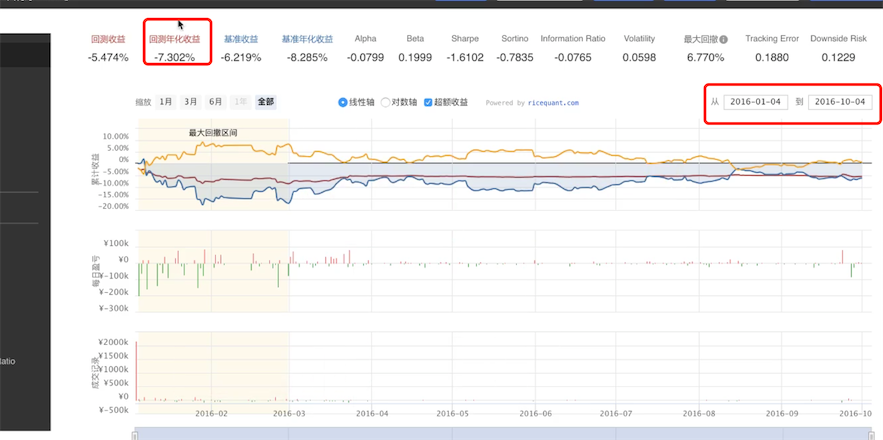 回测收益 回测年化收益 基准收益 基准年化收益 Alpha Beta Sharpe Sortino Information Ratio Volatility 最大回撤 Tracking Error Downside Risk
-5.474% -7.302% -6.219% -8.285% -0.0799 0.1999 -1.6102 -0.7835 -0.0765 0.0598 6.770% 0.1880 0.1229
缩放 1月 3月 6月 1年 全部 线性轴 对数轴 超额收益 Powered by ricequant.com 从 2016-01-04 到 2016-10-04
最大回撤区间
累计收益
10.00%
5.00%
0%
-5.00%
-10.00%
-15.00%
-20.00%
每日盈亏
¥100k
¥0
¥-100k
¥-200k
¥-300k
成交记录
¥2000k
¥1500k
¥1000k
¥500k
¥0
¥-500k
2016-02 2016-03 2016-04 2016-05 2016-06 2016-07 2016-08 2016-09 2016-10
atio